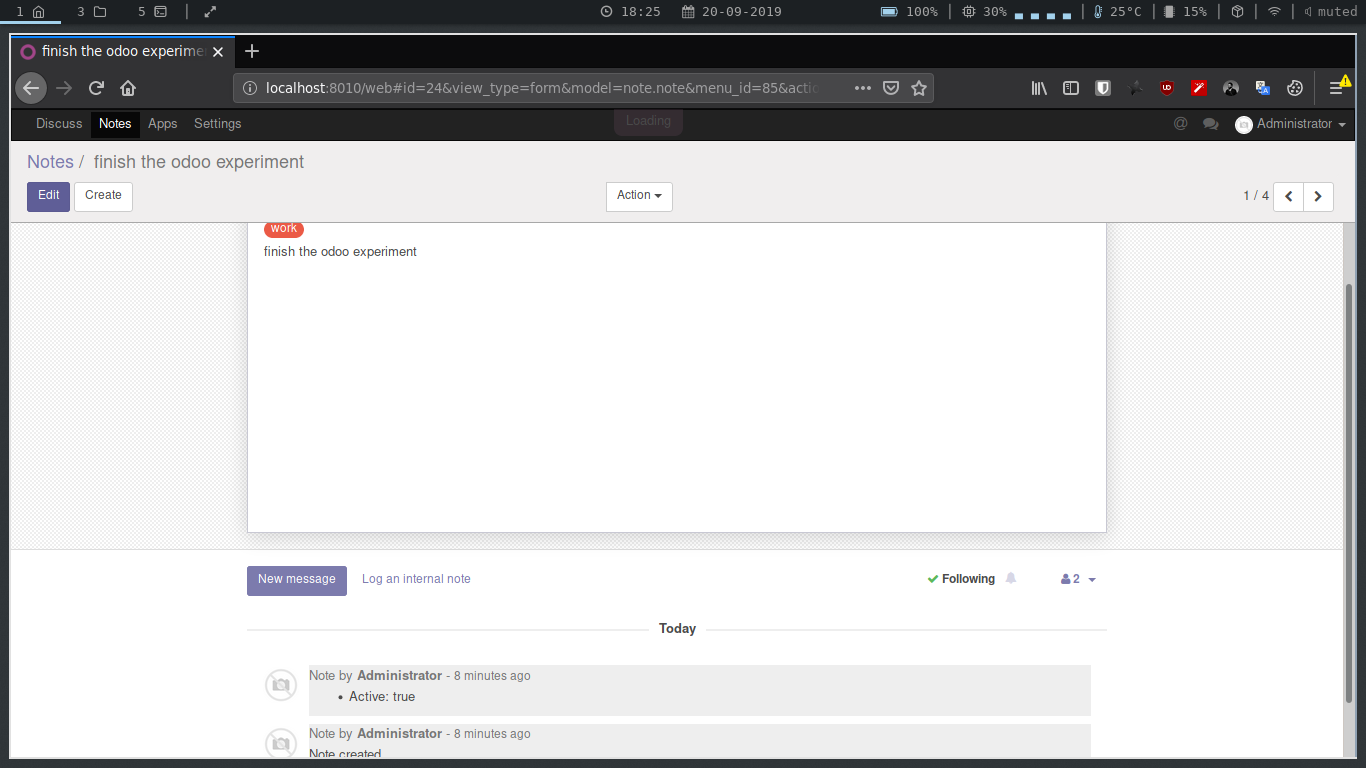 1 3 5 18:25 20-09-2019 100% 30% 25°C 15% muted
finish the odoo experime
localhost:8010/web#id=24&view_type=form&model=note.note&menu_id=85&acti
Discuss Notes Apps Settings Loading @ Administrator
Notes / finish the odoo experiment
Edit Create Action 1 / 4
work
finish the odoo experiment
New message Log an internal note Following 2
Today
Note by Administrator - 8 minutes ago
• Active: true
Note by Administrator - 8 minutes ago
Note created